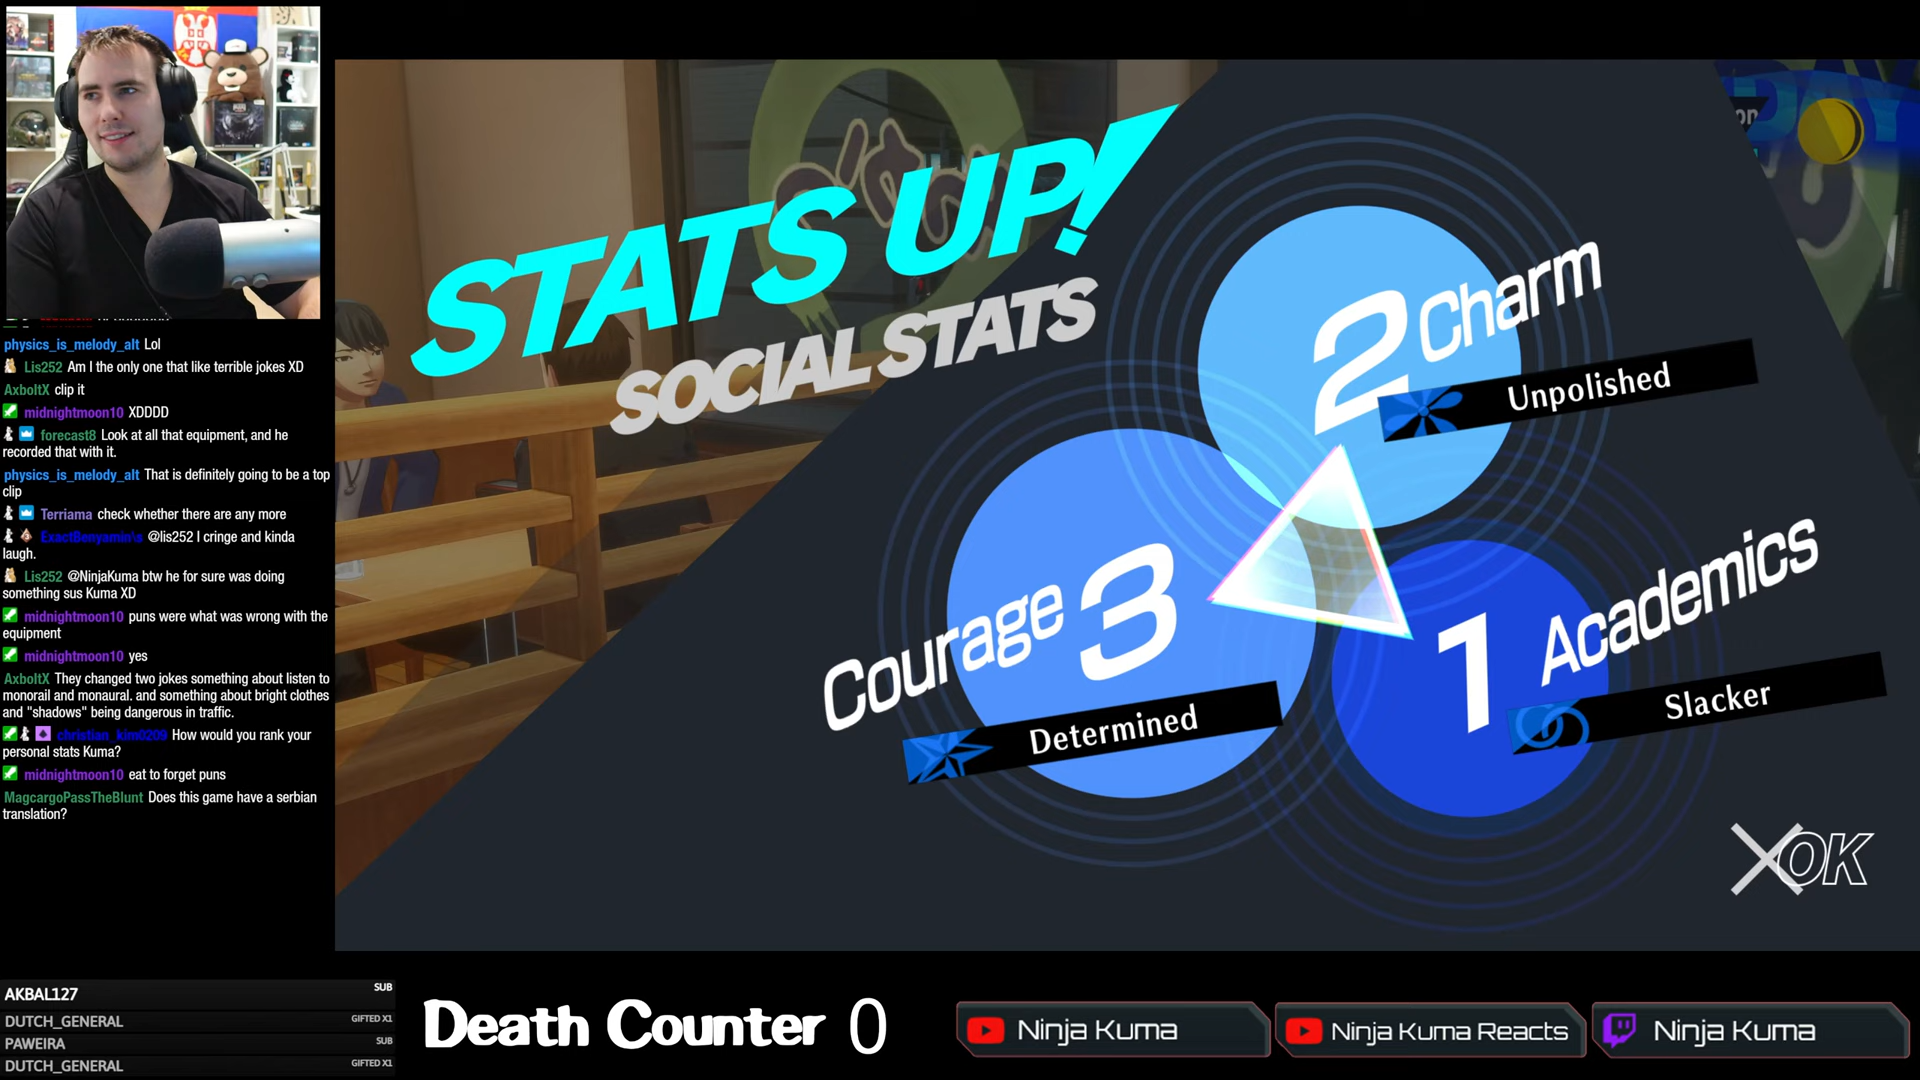 physics_is_melody_alt Lol
Lis252 Am I the only one that like terrible jokes XD
AxboltX clip it
midnightmoon10 XDDDD
forecast8 Look at all that equipment, and he
recorded that with it.
physics_is_melody_alt That is definitely going to be a top
clip
Terriama check whether there are any more
ExactBenyamin\s @lis252 I cringe and kinda
laugh.
Lis252 @NinjaKuma btw he for sure was doing
something sus Kuma XD
midnightmoon10 puns were what was wrong with the
equipment
midnightmoon10 yes
AxboltX They changed two jokes something about listen to
monorail and monaural. and something about bright clothes
and "shadows" being dangerous in traffic.
christian_kim0209 How would you rank your
personal stats Kuma?
midnightmoon10 eat to forget puns
MagcargoPassTheBlunt Does this game have a serbian
translation?
STATS UP!
SOCIAL STATS
2 Charm
Unpolished
Courage 3
Determined
1 Academics
Slacker
OK
AKBAL127 SUB
DUTCH_GENERAL GIFTED X1
PAWEIRA SUB
DUTCH_GENERAL GIFTED X1
Death Counter 0
Ninja Kuma
Ninja Kuma Reacts
Ninja Kuma